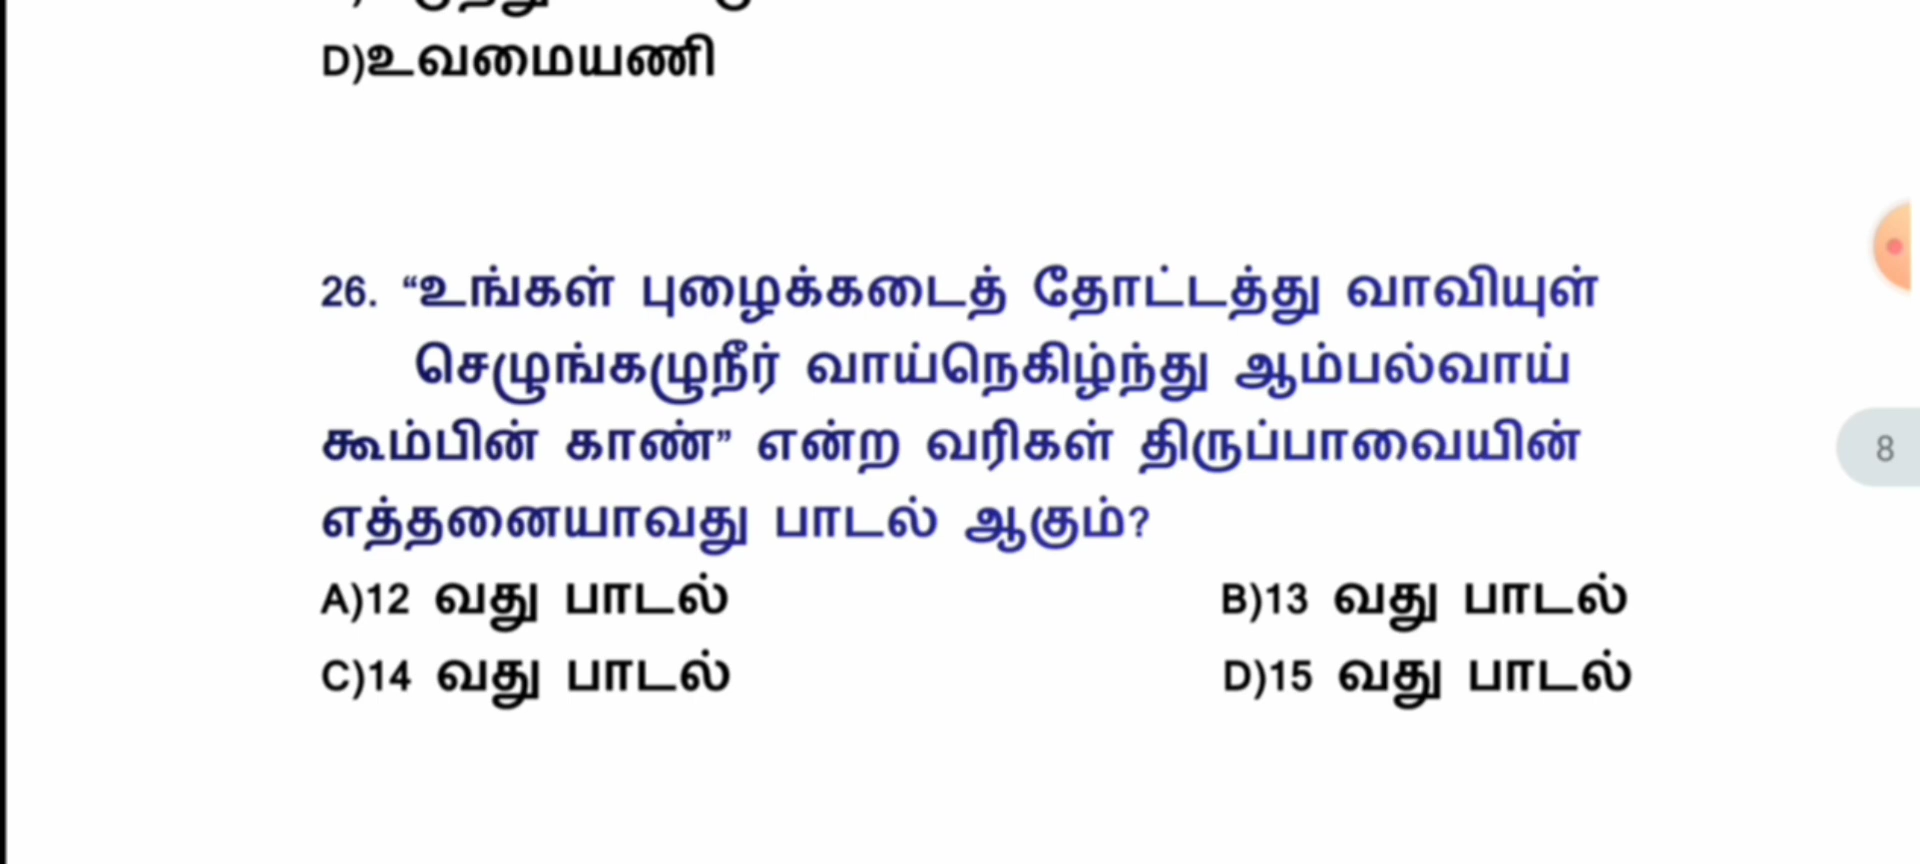 D)உவமையணி
26. “உங்கள் புழைக்கடைத் தோட்டத்து வாவியுள்
செழுங்கழுநீர் வாய்நெகிழ்ந்து ஆம்பல்வாய்
கூம்பின் காண்” என்ற வரிகள் திருப்பாவையின்
எத்தனையாவது பாடல் ஆகும்?
A)12 வது பாடல் B)13 வது பாடல்
C)14 வது பாடல் D)15 வது பாடல்
8